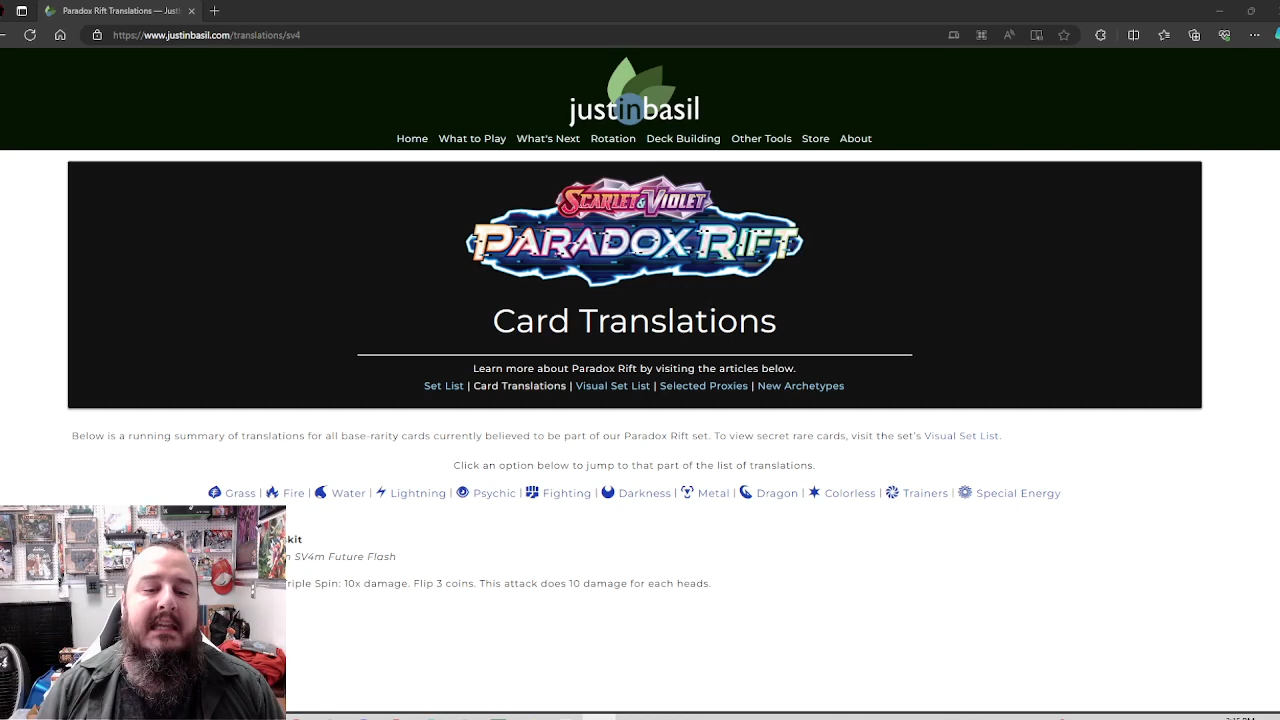 Paradox Rift Translations — Just
https://www.justinbasil.com/translations/sv4
justinbasil
Home What to Play What's Next Rotation Deck Building Other Tools Store About
SCARLET & VIOLET
PARADOX RIFT
Card Translations
Learn more about Paradox Rift by visiting the articles below.
Set List | Card Translations | Visual Set List | Selected Proxies | New Archetypes
Below is a running summary of translations for all base-rarity cards currently believed to be part of our Paradox Rift set. To view secret rare cards, visit the set's Visual Set List.
Click an option below to jump to that part of the list of translations.
Grass | Fire | Water | Lightning | Psychic | Fighting | Darkness | Metal | Dragon | Colorless | Trainers | Special Energy
kit
n SV4m Future Flash
riple Spin: 10x damage. Flip 3 coins. This attack does 10 damage for each heads.